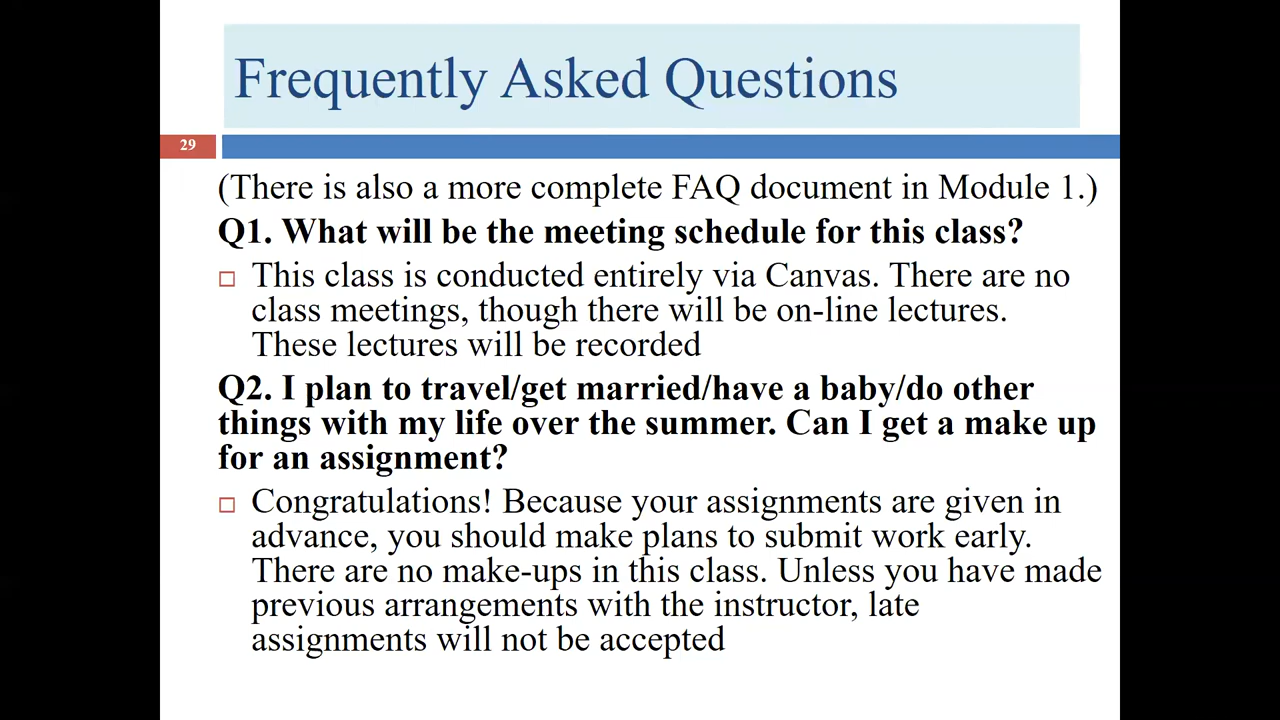 Frequently Asked Questions
29
(There is also a more complete FAQ document in Module 1.)
Q1. What will be the meeting schedule for this class?
This class is conducted entirely via Canvas. There are no
class meetings, though there will be on-line lectures.
These lectures will be recorded
Q2. I plan to travel/get married/have a baby/do other
things with my life over the summer. Can I get a make up
for an assignment?
Congratulations! Because your assignments are given in
advance, you should make plans to submit work early.
There are no make-ups in this class. Unless you have made
previous arrangements with the instructor, late
assignments will not be accepted